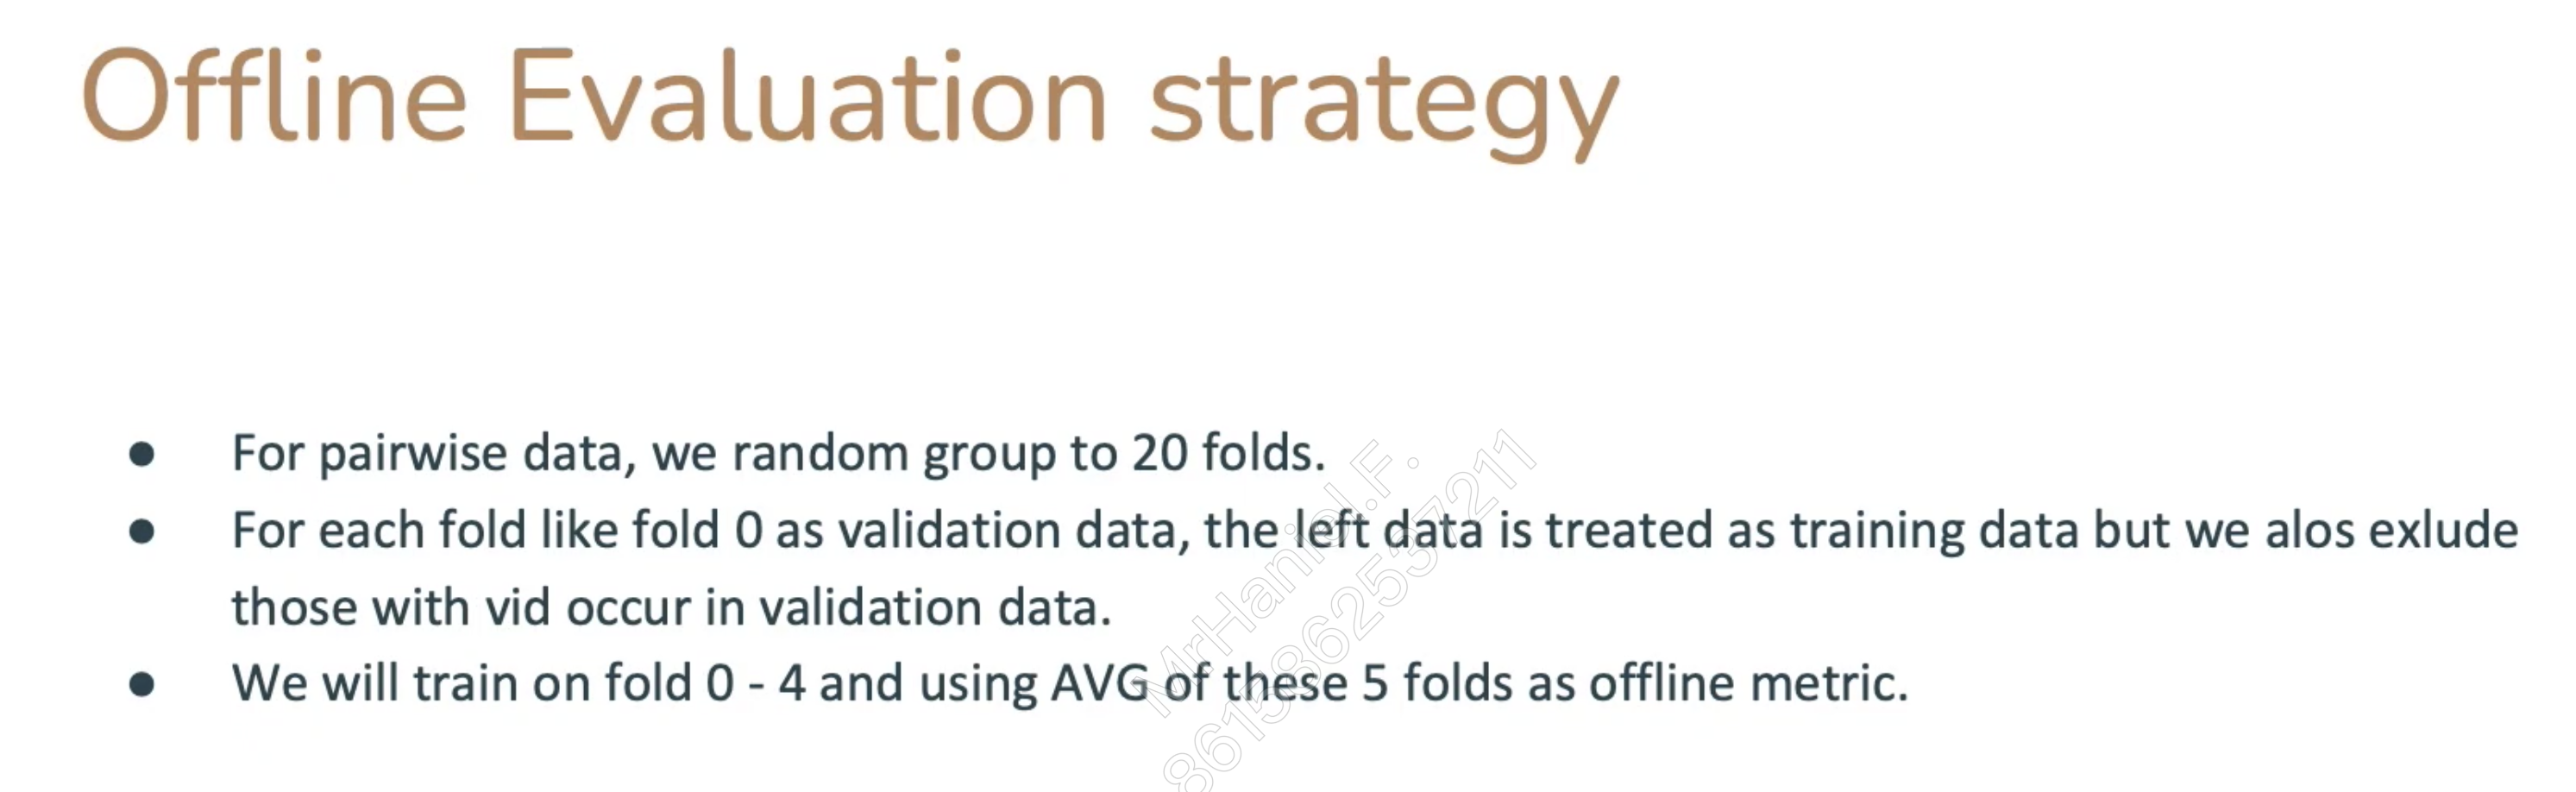 Offline Evaluation strategy
● For pairwise data, we random group to 20 folds.
● For each fold like fold 0 as validation data, the left data is treated as training data but we alos exlude
those with vid occur in validation data.
● We will train on fold 0 - 4 and using AVG of these 5 folds as offline metric.
MrHaniel.F.
8615862537211